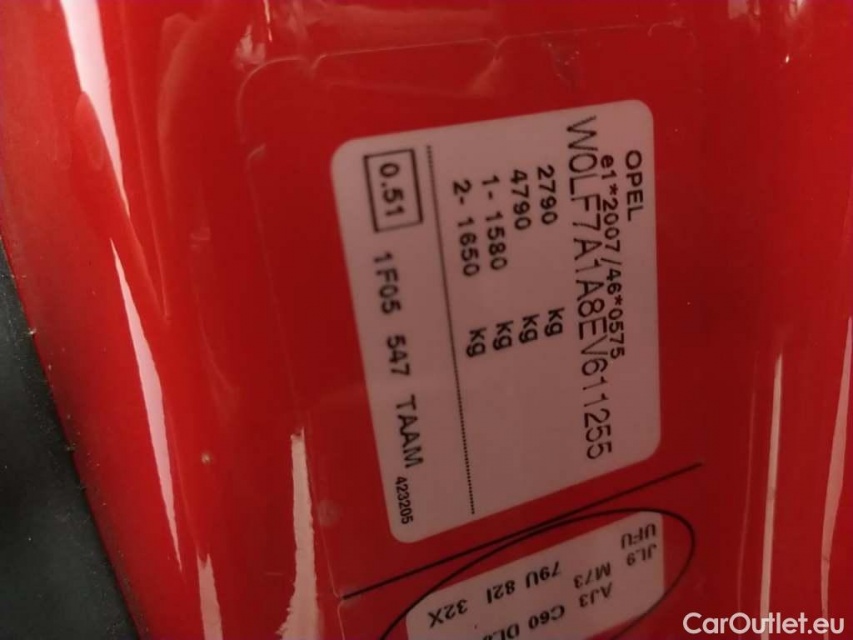 OPEL
e1*2007/46*0575
W0LF7A1A8EV611255
2790 kg
4790 kg
1- 1580 kg
2- 1650 kg
0.51 1F05 547 TAAM 423205
UFU
JL9 M73
AJ3 79U 82I 32X
C60
CarOutlet.eu